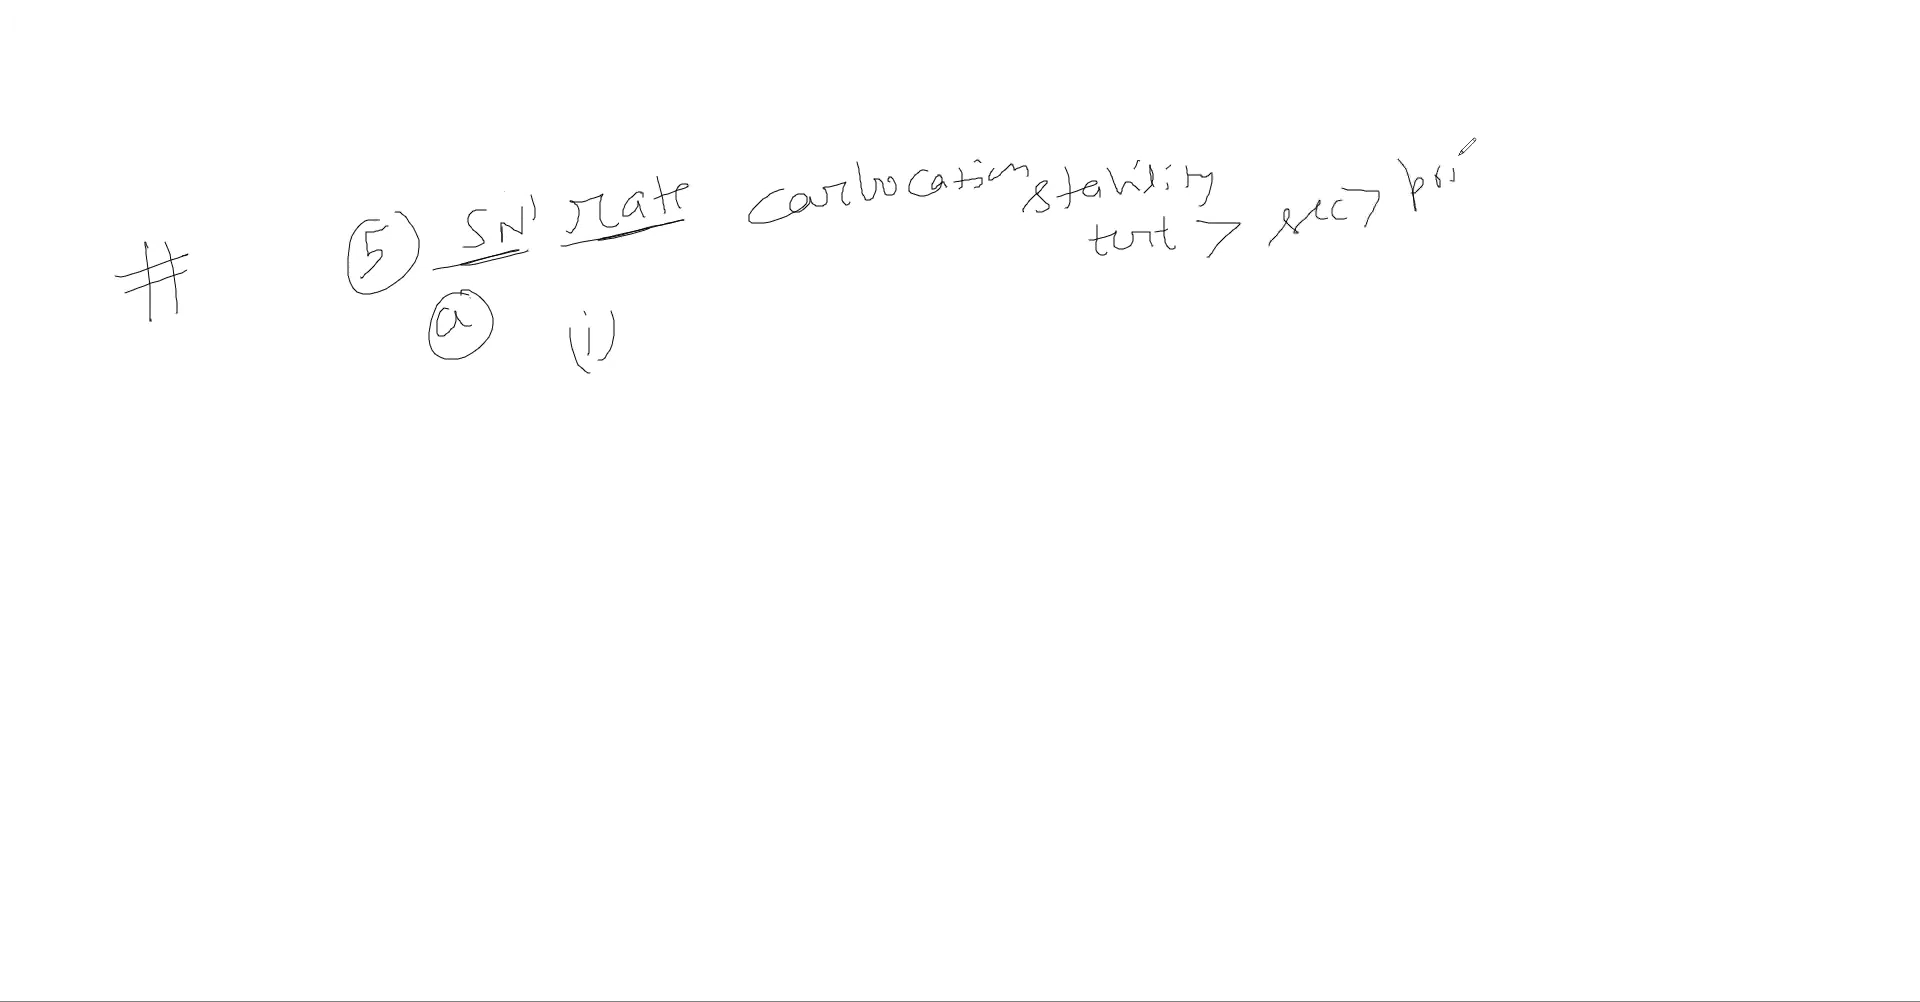 # ⑤ SN¹ rate carbocation stability
tert > sec > pri
ⓐ (i)